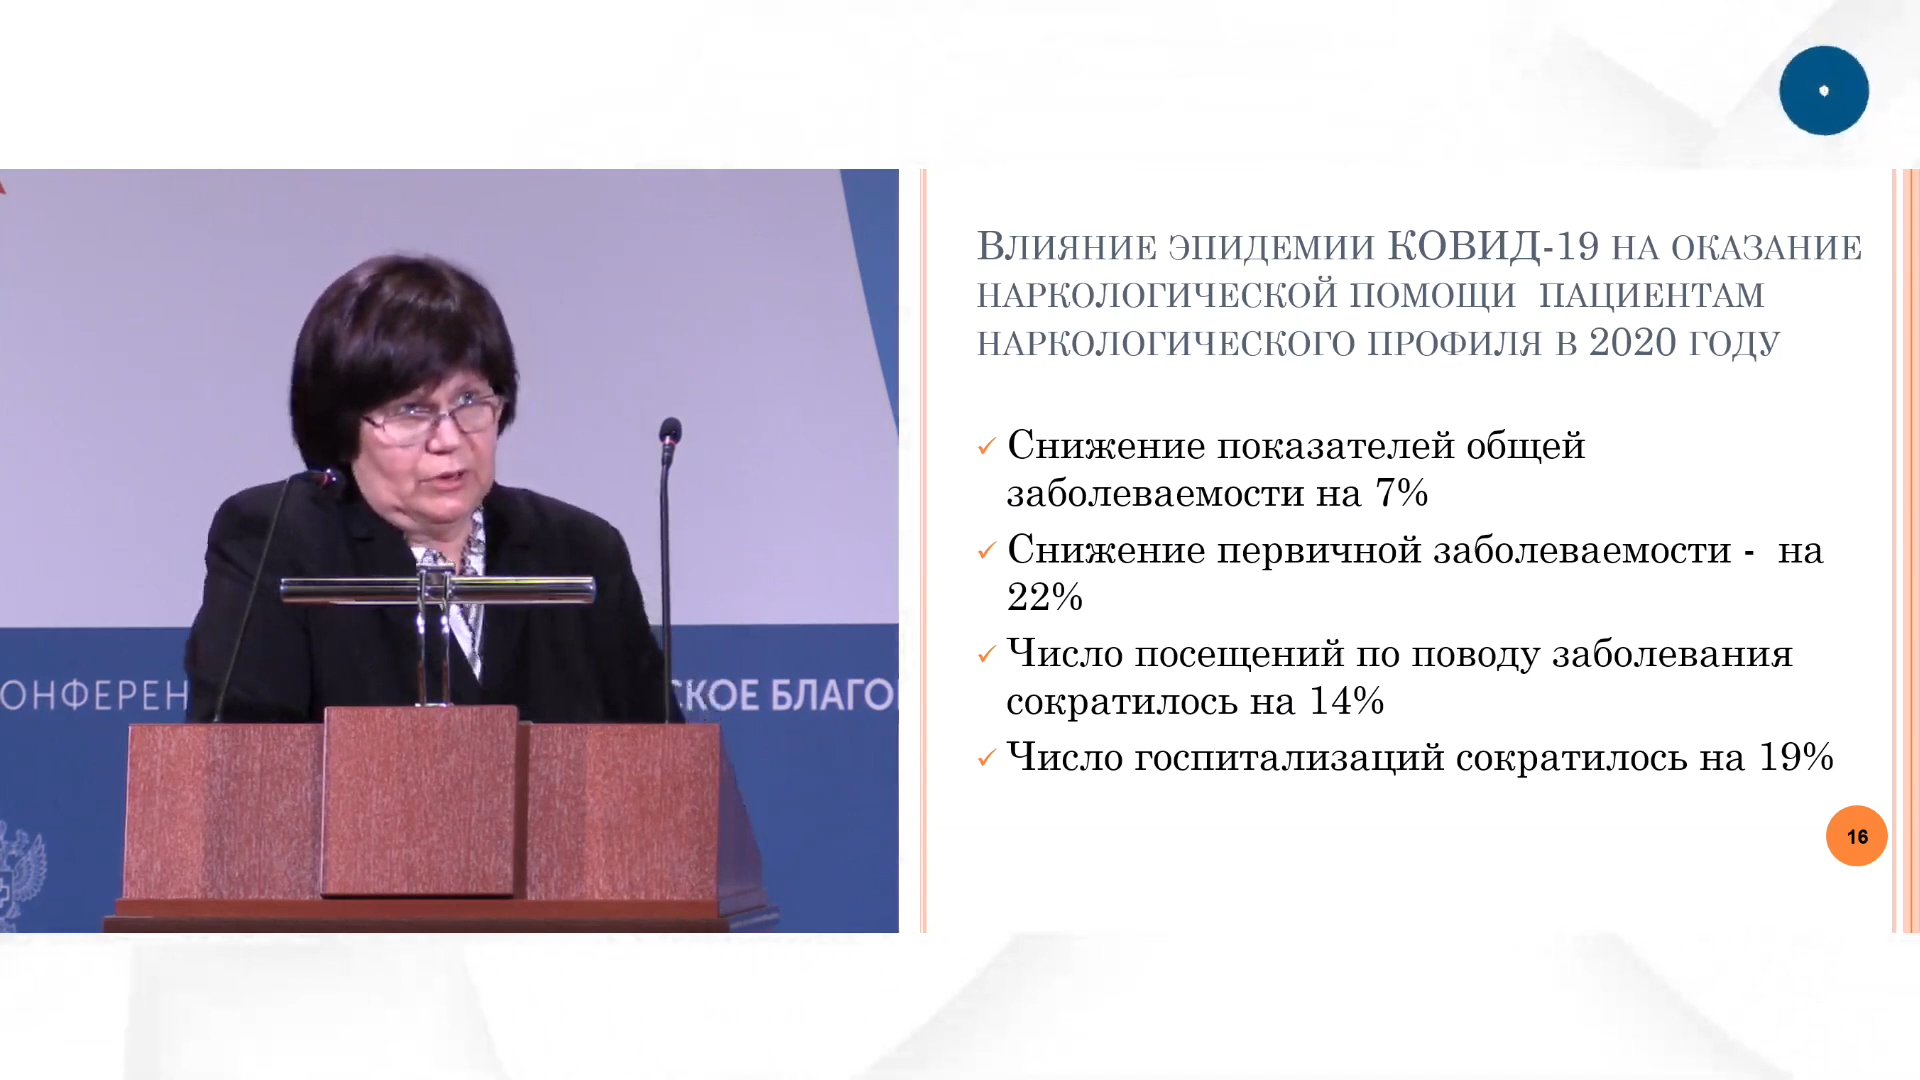 Влияние эпидемии КОВИД-19 на оказание
наркологической помощи  пациентам
наркологического профиля в 2020 году
Снижение показателей общей
заболеваемости на 7%
Снижение первичной заболеваемости -  на
22%
Число посещений по поводу заболевания
сократилось на 14%
Число госпитализаций сократилось на 19%
16
ОНФЕРЕН
СКОЕ БЛАГО